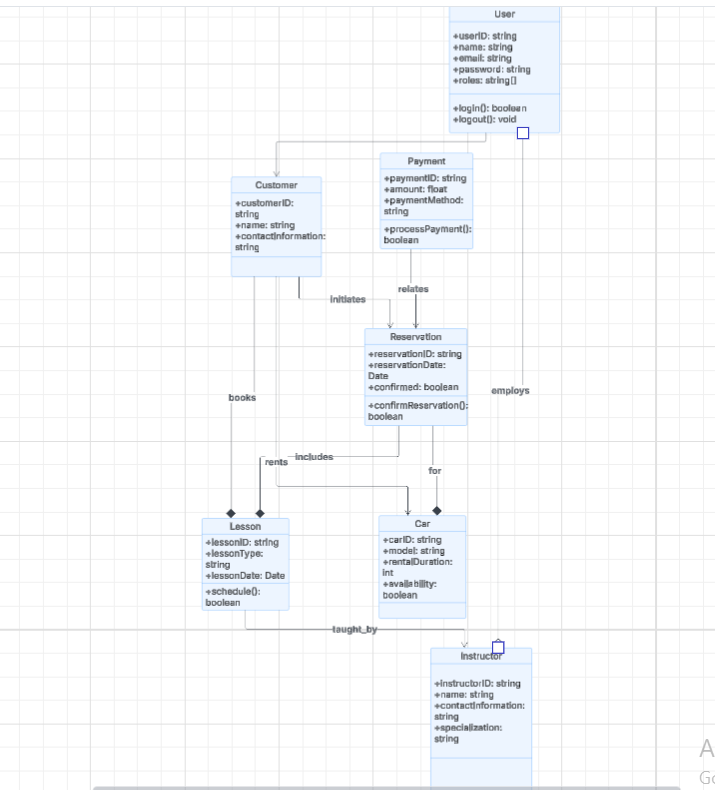 User
+userID: string
+name: string
+email: string
+password: string
+roles: string[]
+login(): boolean
+logout(): void
Payment
+paymentID: string
+amount: float
+paymentMethod:
string
+processPayment():
boolean
Customer
+customerID:
string
+name: string
+contactInformation:
string
initiates
relates
Reservation
+reservationID: string
+reservationDate:
Date
+confirmed: boolean
+confirmReservation():
boolean
employs
books
rents
includes
for
Lesson
+lessonID: string
+lessonType:
string
+lessonDate: Date
+schedule():
boolean
Car
+carID: string
+model: string
+rentalDuration:
int
+availability:
boolean
taught_by
Instructor
+instructorID: string
+name: string
+contactInformation:
string
+specialization:
string
A
Go